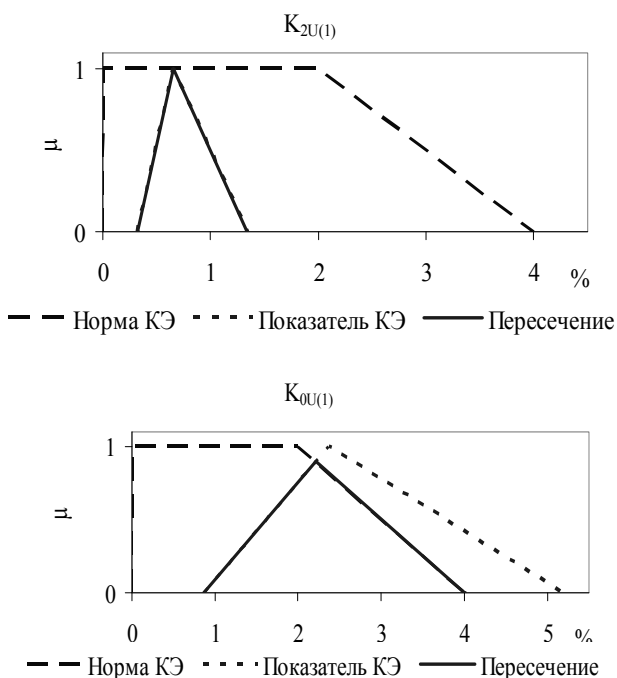 K2U(1)
1
μ
0
0 1 2 3 4 %
Норма КЭ Показатель КЭ Пересечение
K0U(1)
1
μ
0
0 1 2 3 4 5 %
Норма КЭ Показатель КЭ Пересечение